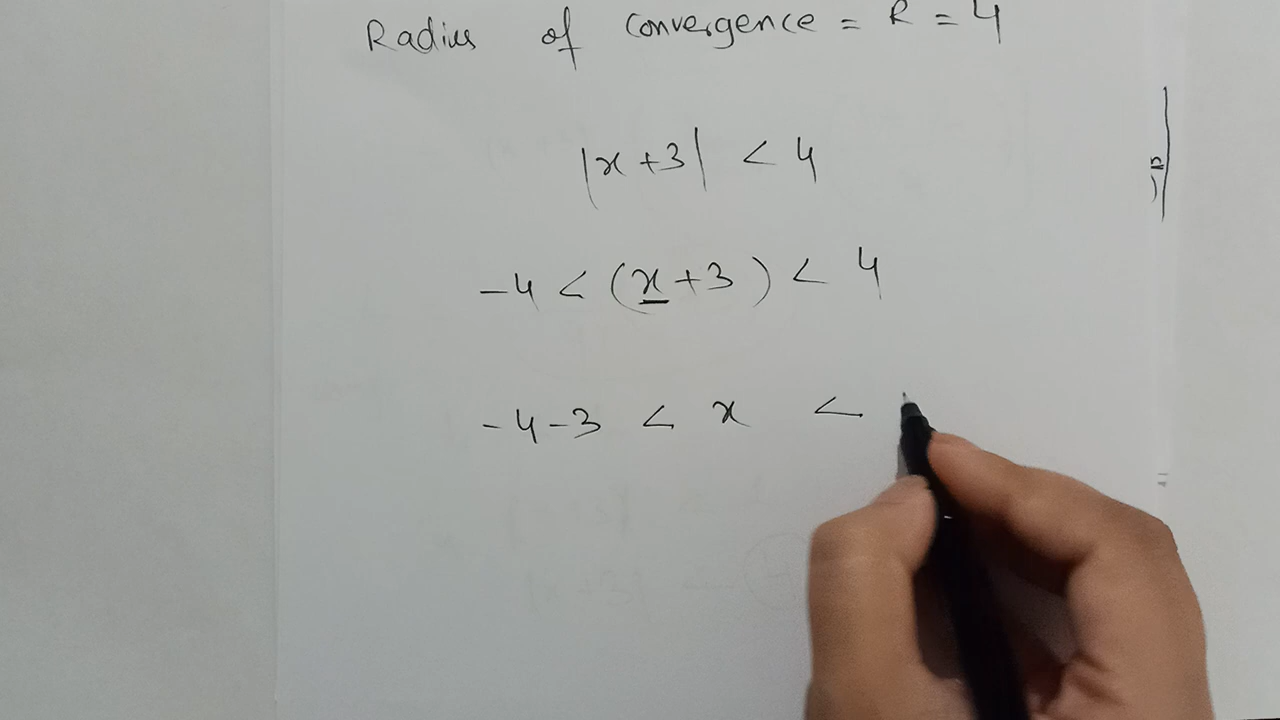 Radius of Convergence = R = 4
|x+3| < 4
-4 < (x+3) < 4
-4-3 < x <